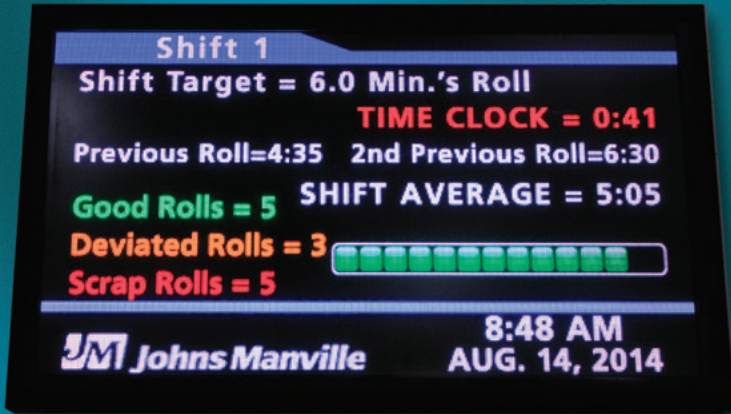 Shift 1
Shift Target = 6.0 Min.'s Roll
TIME CLOCK = 0:41
Previous Roll=4:35 2nd Previous Roll=6:30
SHIFT AVERAGE = 5:05
Good Rolls = 5
Deviated Rolls = 3
Scrap Rolls = 5
JM Johns Manville
8:48 AM
AUG. 14, 2014